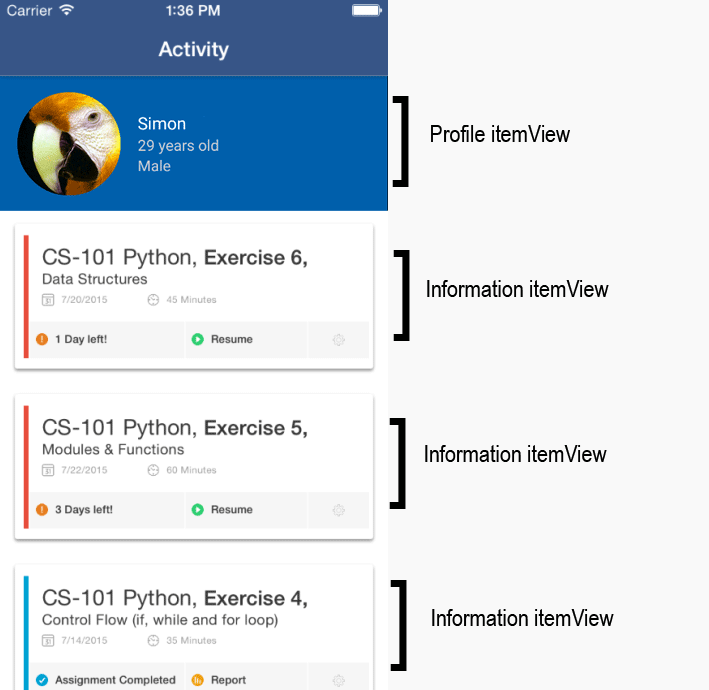 Carrier 1:36 PM
Activity
Simon
29 years old
Male
Profile itemView
CS-101 Python, Exercise 6,
Data Structures
7/20/2015 45 Minutes
1 Day left! Resume
Information itemView
CS-101 Python, Exercise 5,
Modules & Functions
7/22/2015 60 Minutes
3 Days left! Resume
Information itemView
CS-101 Python, Exercise 4,
Control Flow (if, while and for loop)
7/14/2015 35 Minutes
Assignment Completed Report
Information itemView